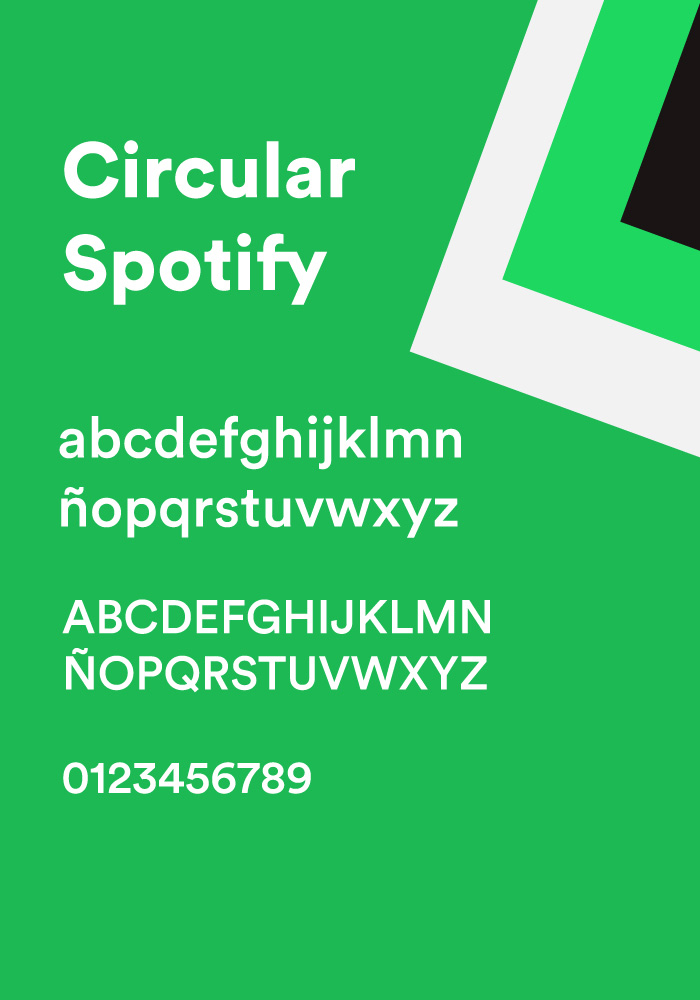 Circular
Spotify
abcdefghijklmn
ñopqrstuvwxyz
ABCDEFGHIJKLMN
ÑOPQRSTUVWXYZ
0123456789